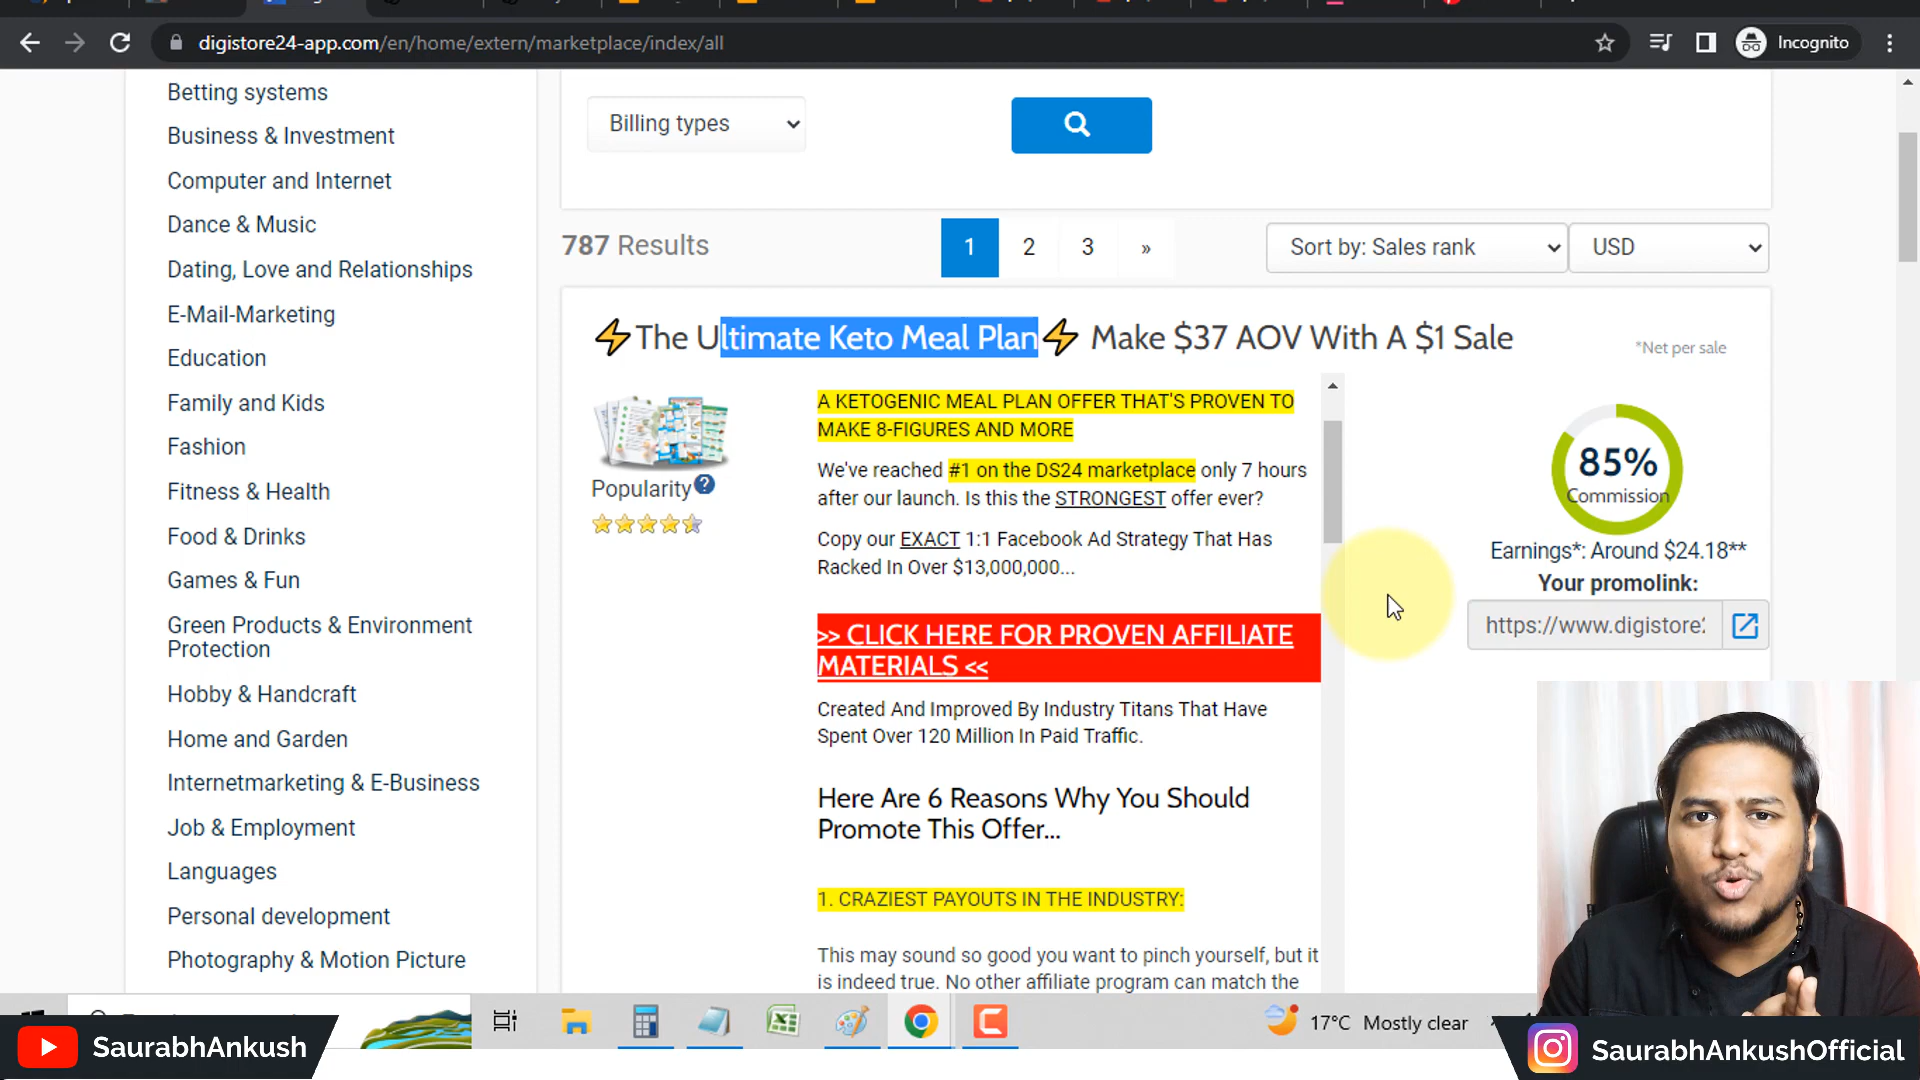 digistore24-app.com/en/home/extern/marketplace/index/all
Incognito
Betting systems
Business & Investment
Computer and Internet
Dance & Music
Dating, Love and Relationships
E-Mail-Marketing
Education
Family and Kids
Fashion
Fitness & Health
Food & Drinks
Games & Fun
Green Products & Environment
Protection
Hobby & Handcraft
Home and Garden
Internetmarketing & E-Business
Job & Employment
Languages
Personal development
Photography & Motion Picture
Billing types
787 Results
1 2 3 »
Sort by: Sales rank
USD
⚡The Ultimate Keto Meal Plan⚡ Make $37 AOV With A $1 Sale
*Net per sale
Popularity
A KETOGENIC MEAL PLAN OFFER THAT'S PROVEN TO
MAKE 8-FIGURES AND MORE
We've reached #1 on the DS24 marketplace only 7 hours
after our launch. Is this the STRONGEST offer ever?
Copy our EXACT 1:1 Facebook Ad Strategy That Has
Racked In Over $13,000,000...
>> CLICK HERE FOR PROVEN AFFILIATE
MATERIALS <<
Created And Improved By Industry Titans That Have
Spent Over 120 Million In Paid Traffic.
Here Are 6 Reasons Why You Should
Promote This Offer...
1. CRAZIEST PAYOUTS IN THE INDUSTRY:
This may sound so good you want to pinch yourself, but it
is indeed true. No other affiliate program can match the
85%
Commission
Earnings*: Around $24.18**
Your promolink:
https://www.digistore2
17°C Mostly clear
SaurabhAnkush
SaurabhAnkushOfficial